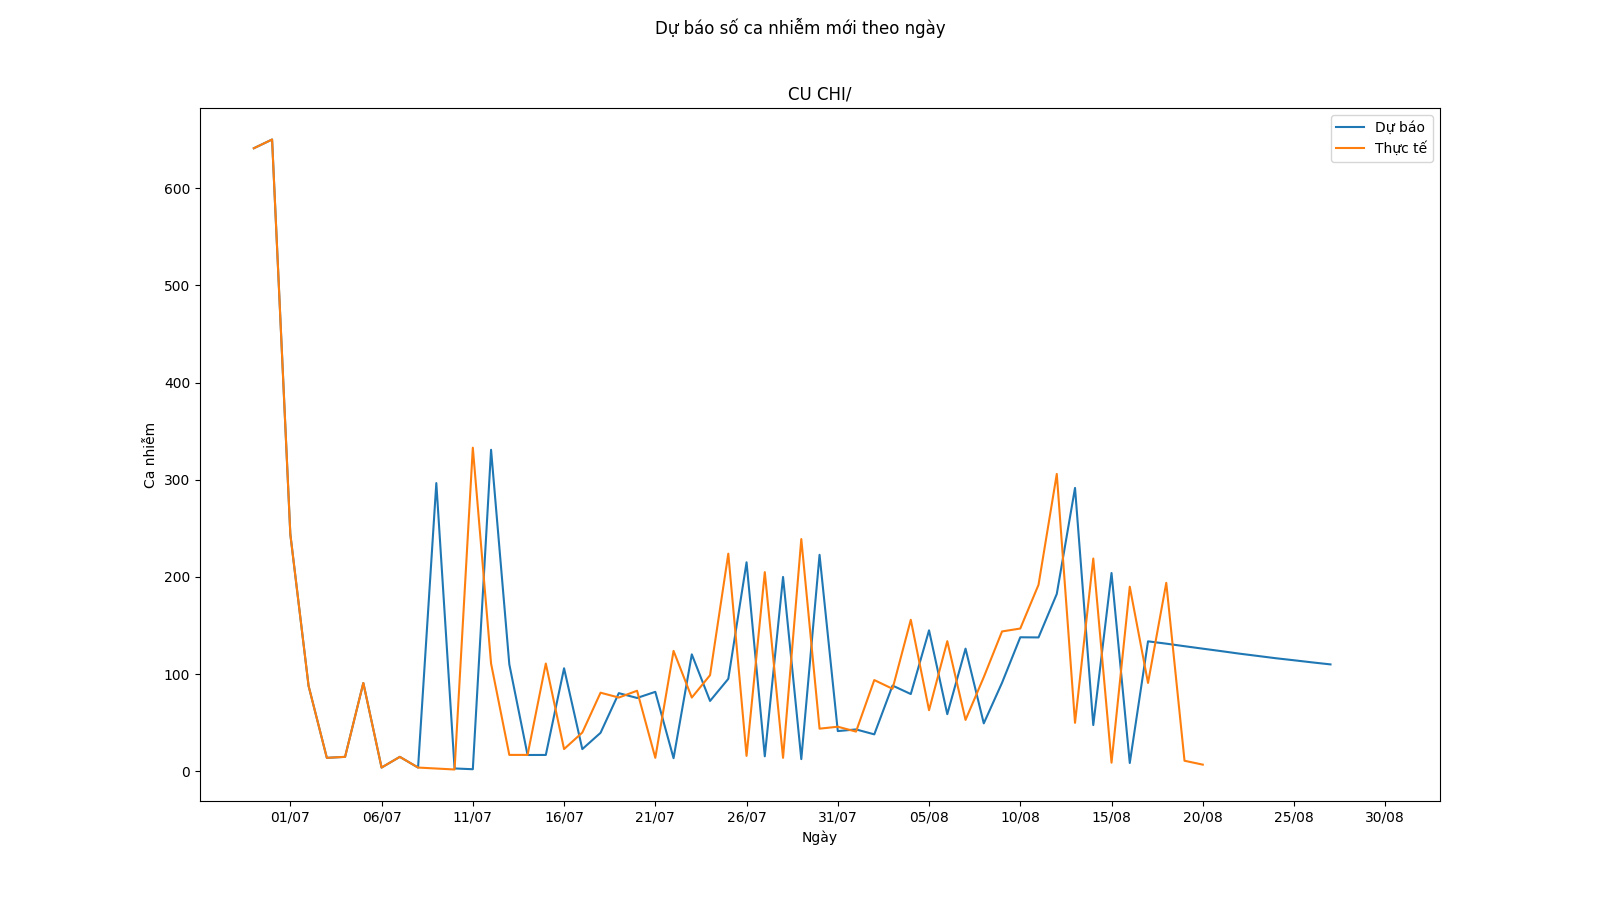 Dự báo số ca nhiễm mới theo ngày
CU CHI/
Dự báo
Thực tế
600
500
400
300
200
100
0
Ca nhiễm
01/07 06/07 11/07 16/07 21/07 26/07 31/07 05/08 10/08 15/08 20/08 25/08 30/08
Ngày